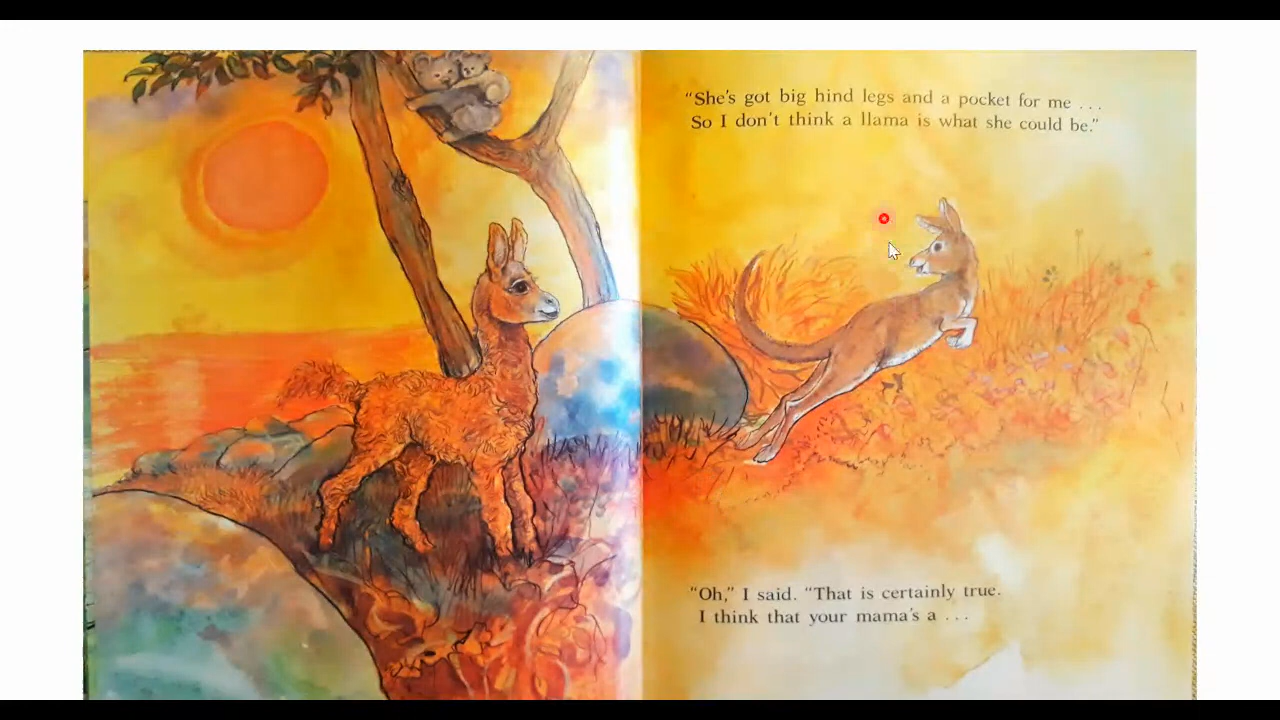 "She's got big hind legs and a pocket for me . . .
So I don't think a llama is what she could be."
"Oh," I said. "That is certainly true.
I think that your mama's a . . .